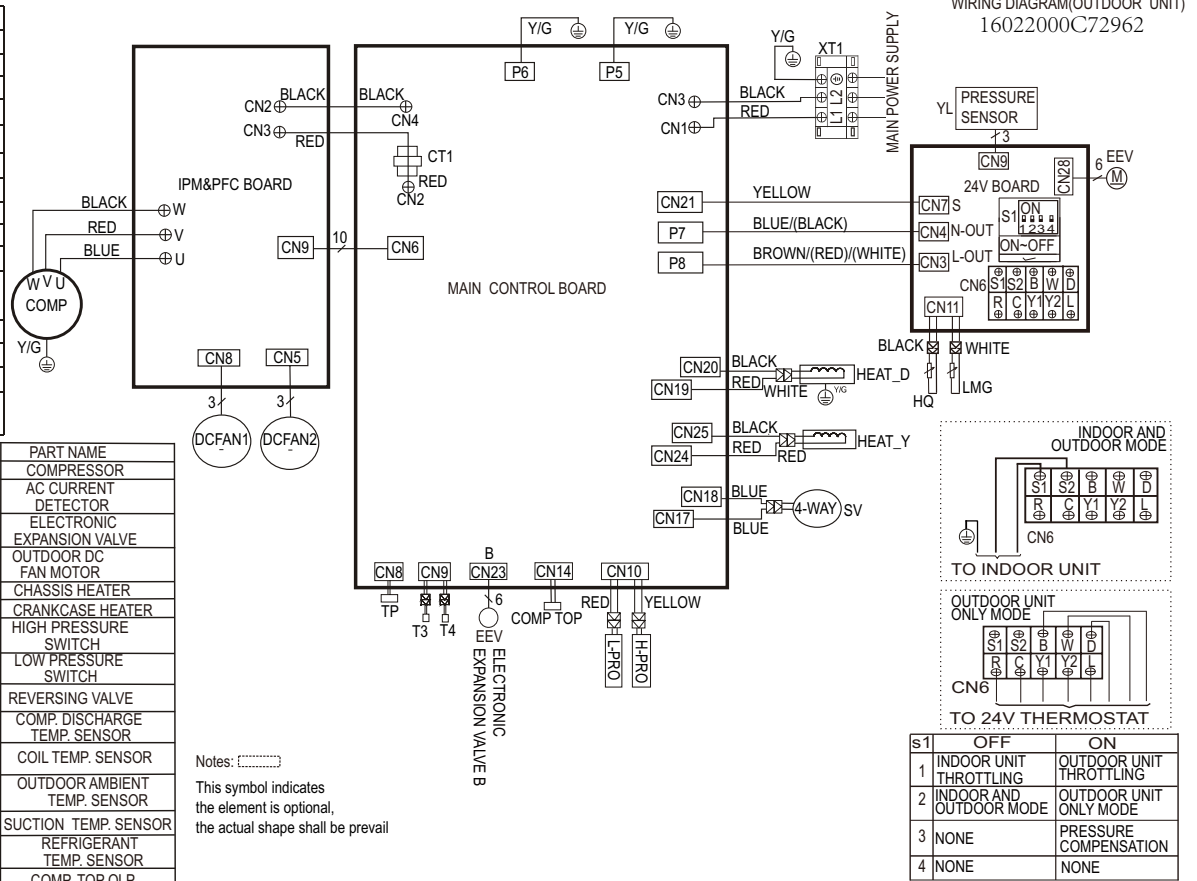 WIRING DIAGRAM(OUTDOOR UNIT)
16022000C72962
Y/G
Y/G
P6
P5
Y/G
XT1
L1 L2
MAIN POWER SUPPLY
CN2
BLACK
BLACK
CN4
CN3
RED
CT1
RED
CN2
IPM&PFC BOARD
BLACK
W
RED
V
BLUE
U
W V U
COMP
Y/G
CN9
10
CN6
CN8
CN5
3
3
DCFAN1
~
DCFAN2
~
MAIN CONTROL BOARD
CN3
BLACK
CN1
RED
CN21
YELLOW
P7
BLUE/(BLACK)
P8
BROWN/(RED)/(WHITE)
YL
PRESSURE
SENSOR
3
CN9
CN28
6
EEV
M
24V BOARD
CN7 S
CN4 N-OUT
CN3 L-OUT
S1
ON
1 2 3 4
ON~OFF
CN6
S1 S2 B W D
R C Y1 Y2 L
CN11
BLACK
WHITE
HQ
LMG
CN20
BLACK
CN19
RED
WHITE
HEAT_D
Y/G
CN25
BLACK
CN24
RED
RED
HEAT_Y
CN18
BLUE
CN17
BLUE
4-WAY
SV
CN8
TP
CN9
T3 T4
B
CN23
6
EEV
ELECTRONIC
EXPANSION VALVE B
CN14
COMP TOP
CN10
RED
YELLOW
L-PRO
H-PRO
PART NAME
COMPRESSOR
AC CURRENT
DETECTOR
ELECTRONIC
EXPANSION VALVE
OUTDOOR DC
FAN MOTOR
CHASSIS HEATER
CRANKCASE HEATER
HIGH PRESSURE
SWITCH
LOW PRESSURE
SWITCH
REVERSING VALVE
COMP. DISCHARGE
TEMP. SENSOR
COIL TEMP. SENSOR
OUTDOOR AMBIENT
TEMP. SENSOR
SUCTION TEMP. SENSOR
REFRIGERANT
TEMP. SENSOR
COMP. TOP OLP
Notes:
This symbol indicates
the element is optional,
the actual shape shall be prevail
INDOOR AND
OUTDOOR MODE
S1 S2 B W D
R C Y1 Y2 L
CN6
TO INDOOR UNIT
OUTDOOR UNIT
ONLY MODE
S1 S2 B W D
R C Y1 Y2 L
CN6
TO 24V THERMOSTAT
s1 OFF ON
1 INDOOR UNIT THROTTLING OUTDOOR UNIT THROTTLING
2 INDOOR AND OUTDOOR MODE OUTDOOR UNIT ONLY MODE
3 NONE PRESSURE COMPENSATION
4 NONE NONE